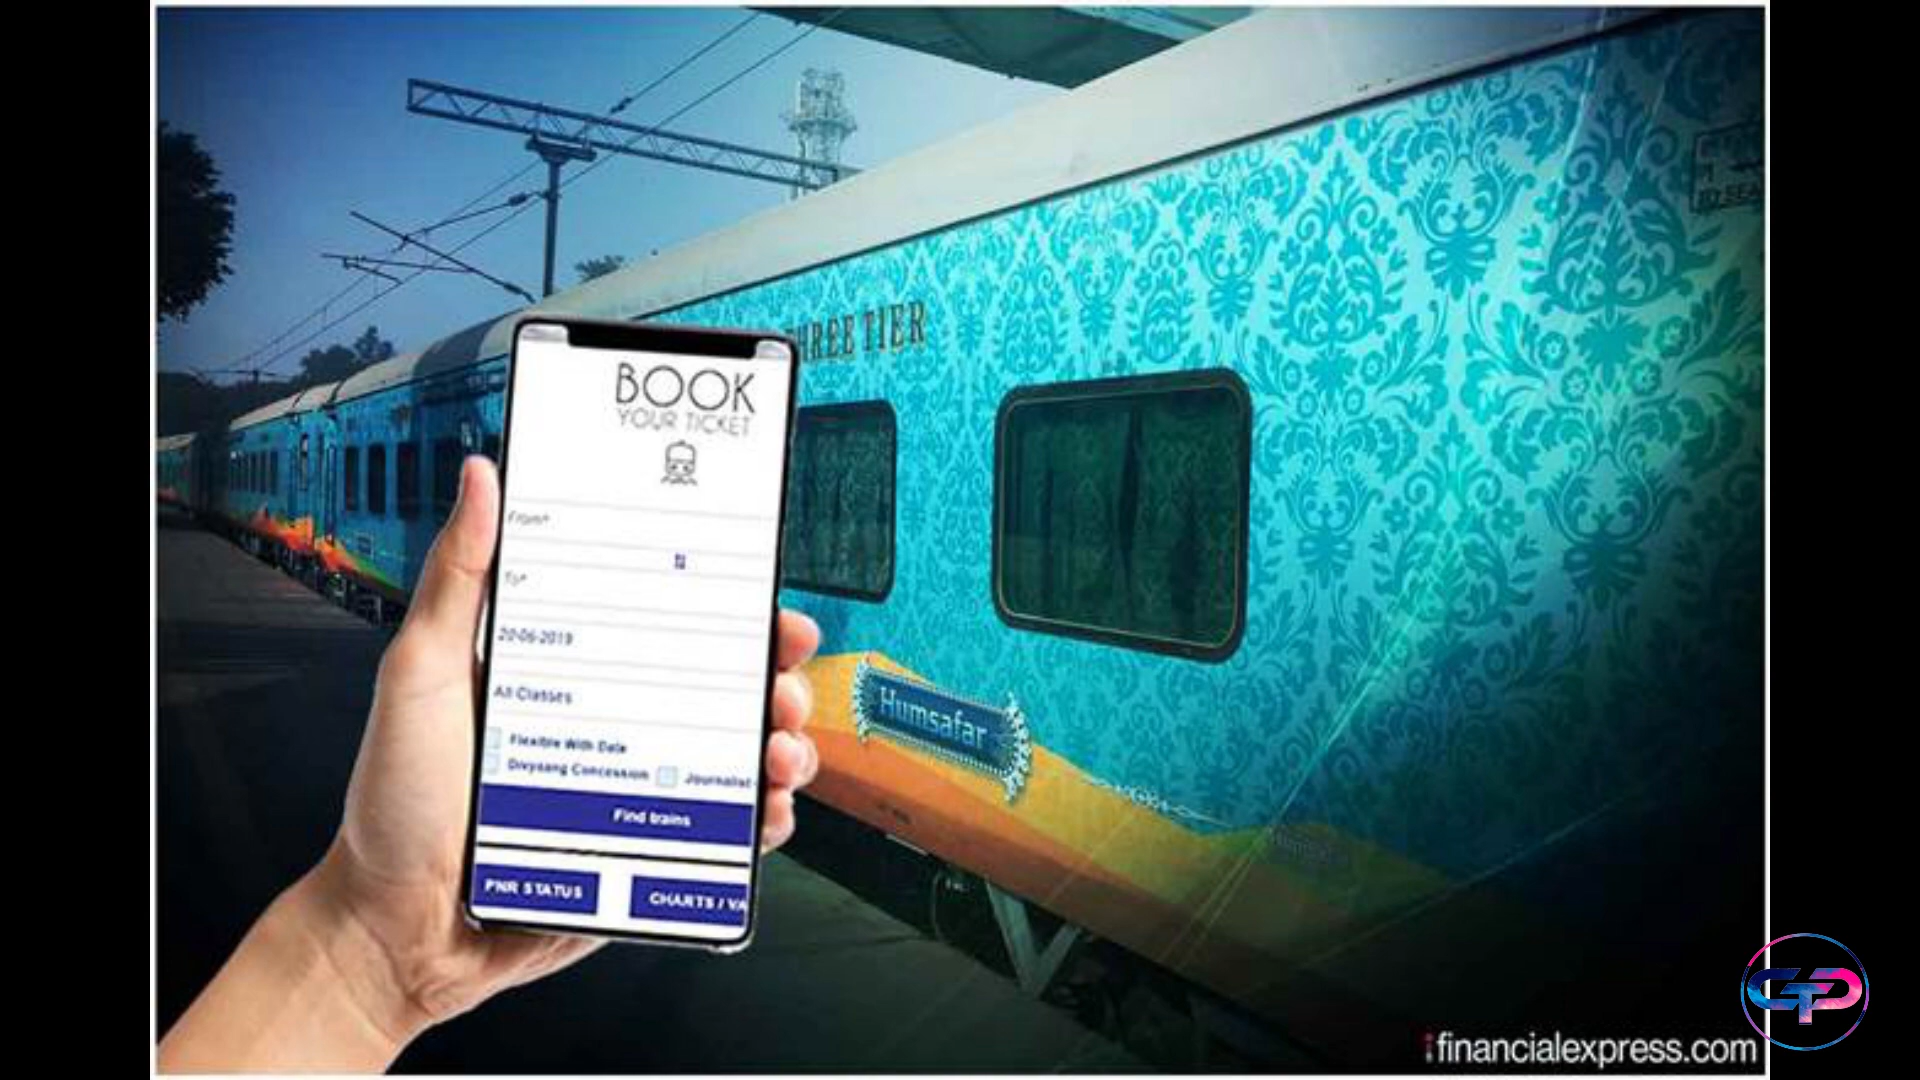 THREE TIER
BOOK
YOUR TICKET
From*
To*
20-06-2019
All Classes
Flexible With Date
Divyaang Concession
Journalist
Find trains
PNR STATUS
CHARTS / VA
Humsafar
financialexpress.com